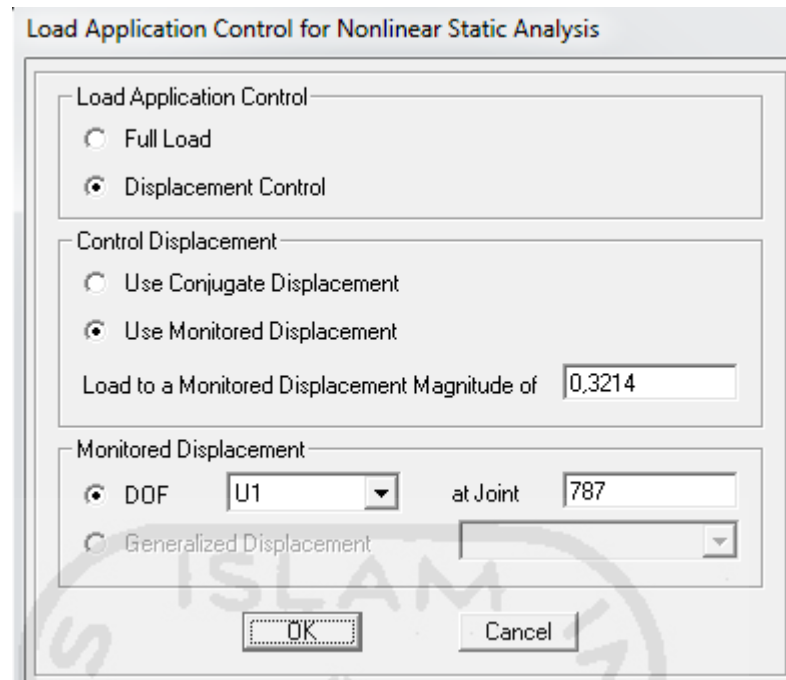 Load Application Control for Nonlinear Static Analysis
Load Application Control
Full Load
Displacement Control
Control Displacement
Use Conjugate Displacement
Use Monitored Displacement
Load to a Monitored Displacement Magnitude of 0,3214
Monitored Displacement
DOF U1 at Joint 787
Generalized Displacement
ISLAM
OK Cancel